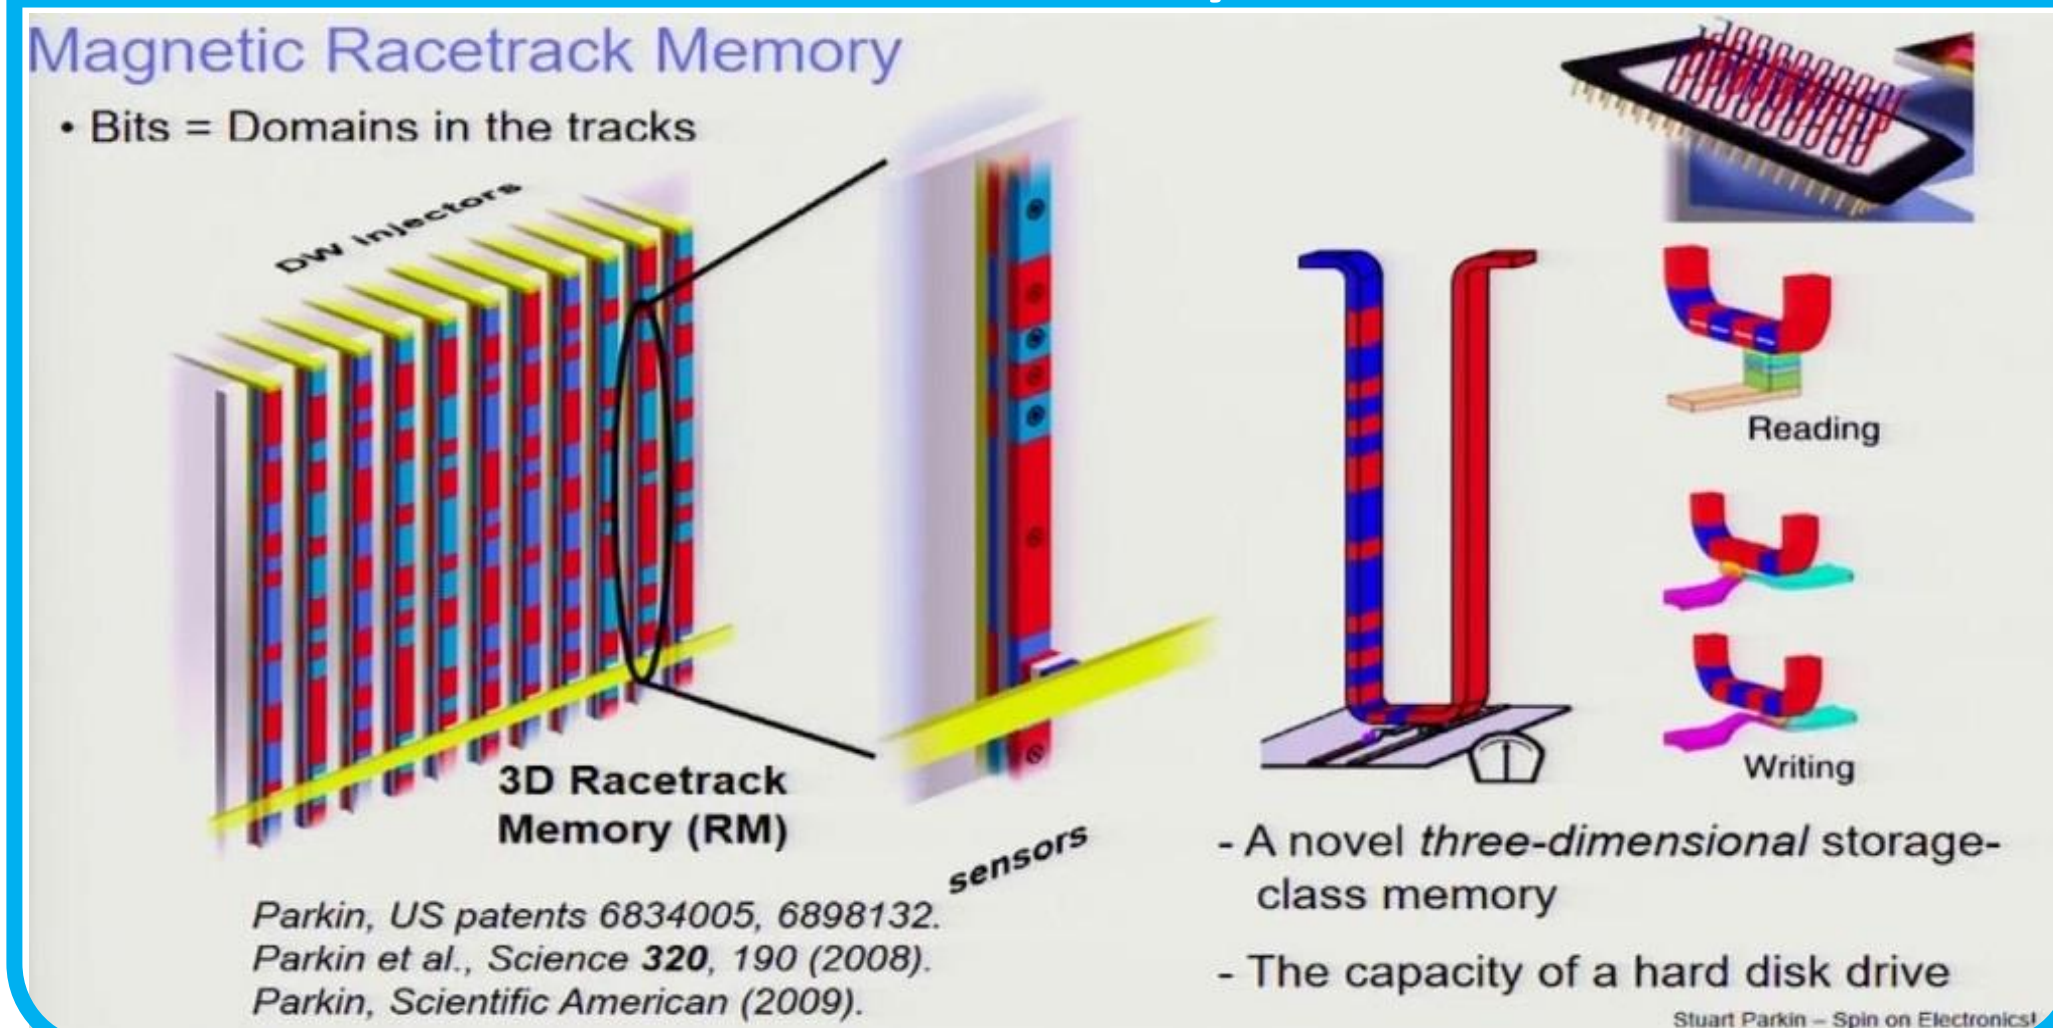 Magnetic Racetrack Memory
• Bits = Domains in the tracks
DW injectors
3D Racetrack
Memory (RM)
sensors
Parkin, US patents 6834005, 6898132.
Parkin et al., Science 320, 190 (2008).
Parkin, Scientific American (2009).
Reading
Writing
- A novel three-dimensional storage-
class memory
- The capacity of a hard disk drive
Stuart Parkin – Spin on Electronics!